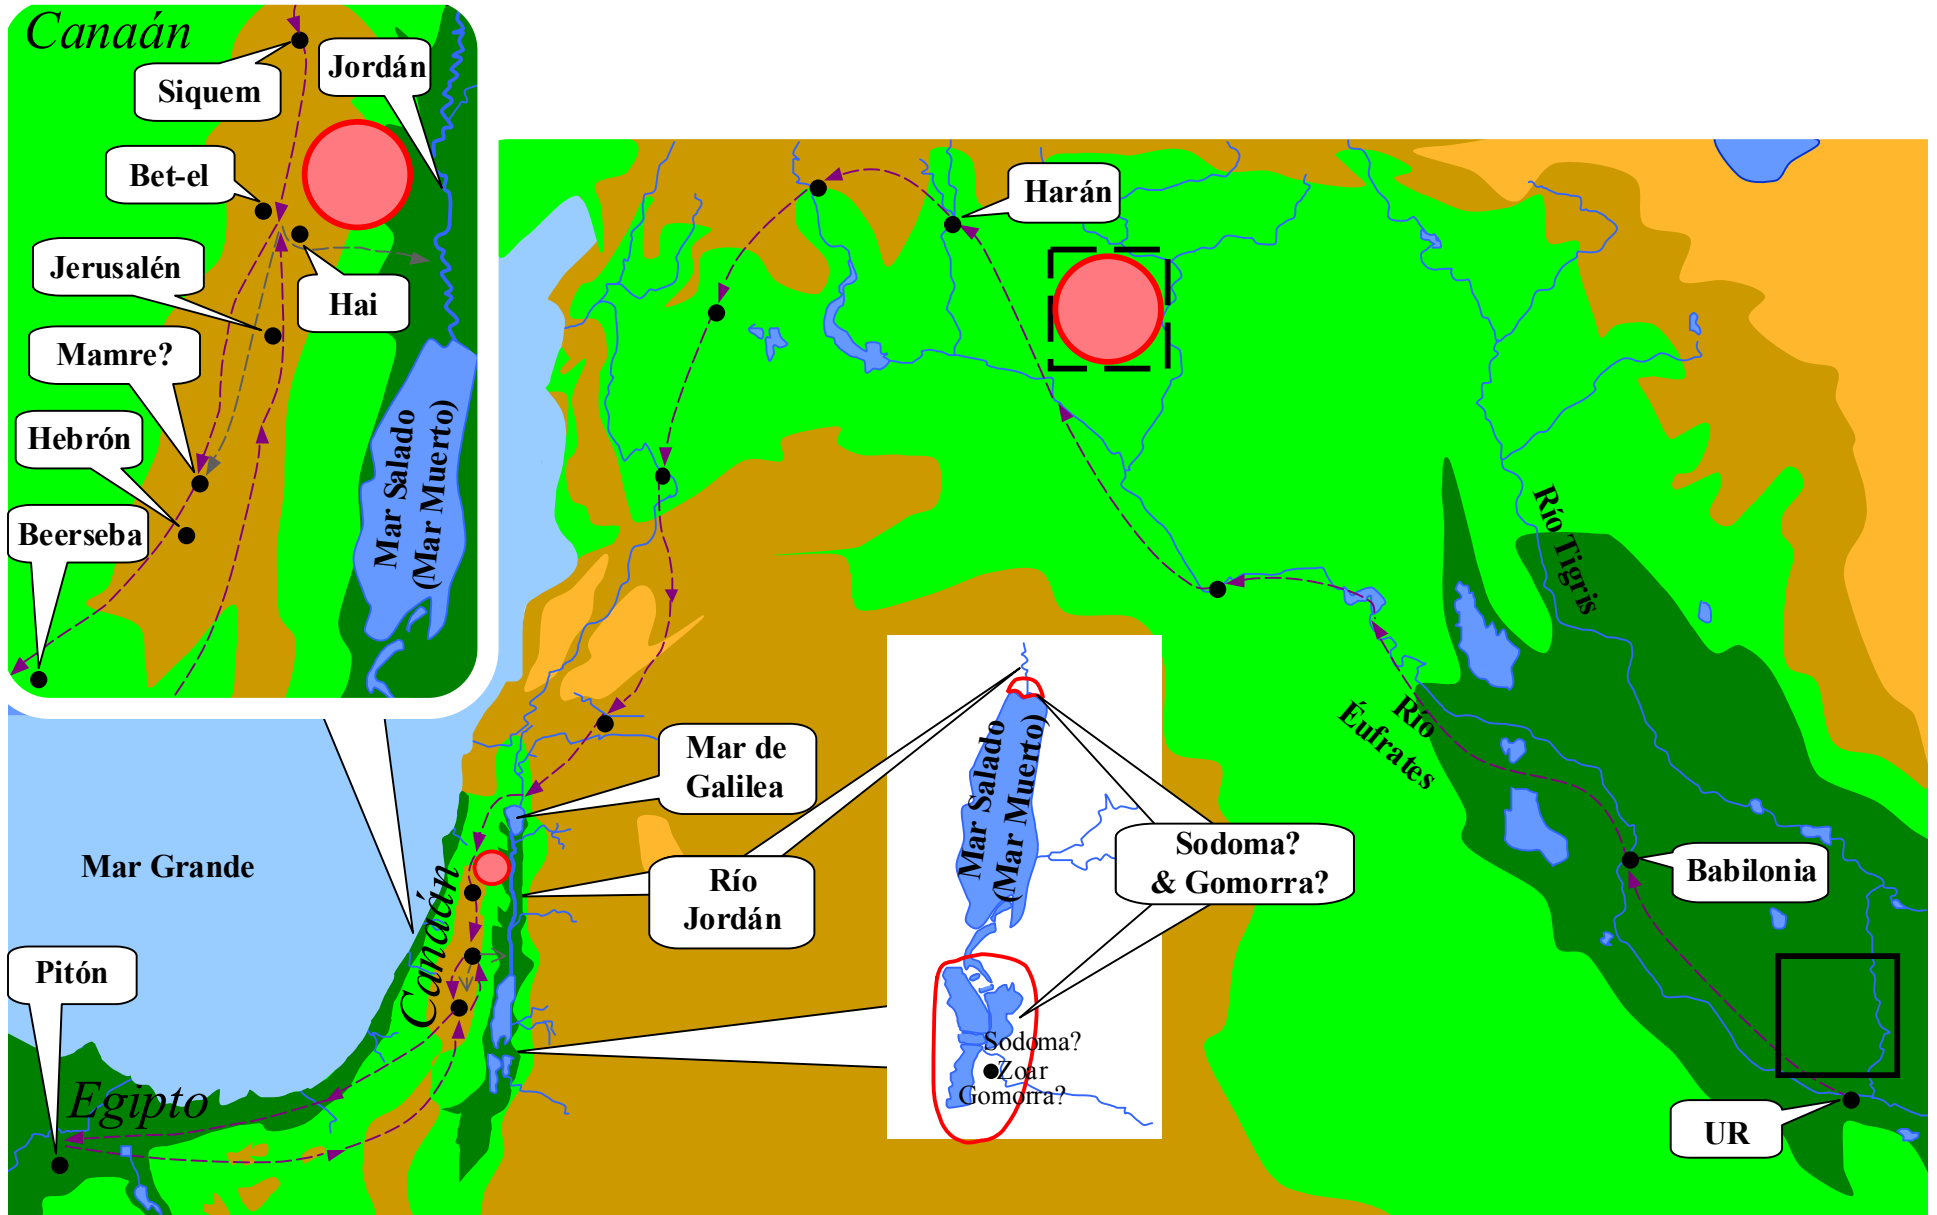 Canaán
Jordán
Siquem
Bet-el
Jerusalén
Hai
Mamre?
Hebrón
Beerseba
Mar Salado
(Mar Muerto)
Harán
Río Tigris
Río
Éufrates
Mar de
Galilea
Mar Salado
(Mar Muerto)
Sodoma?
& Gomorra?
Mar Grande
Río
Jordán
Babilonia
Canaán
Pitón
Sodoma?
Zoar
Gomorra?
Egipto
UR